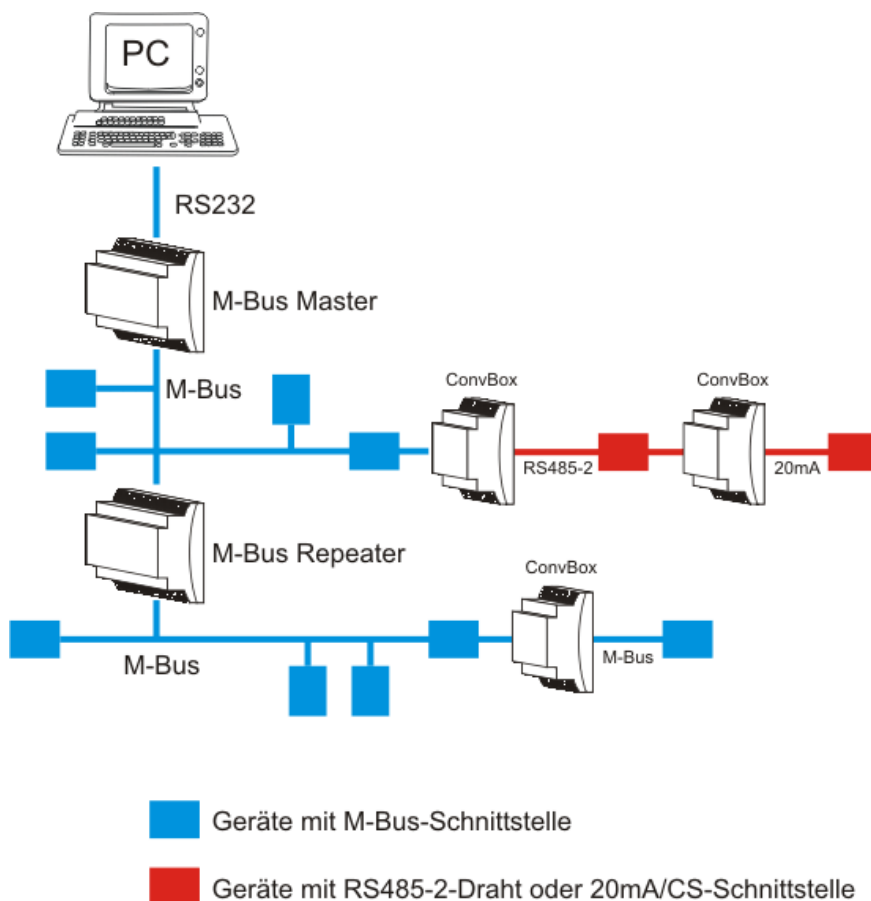 PC
RS232
M-Bus Master
M-Bus
ConvBox
ConvBox
RS485-2
20mA
M-Bus Repeater
ConvBox
M-Bus
M-Bus
Geräte mit M-Bus-Schnittstelle
Geräte mit RS485-2-Draht oder 20mA/CS-Schnittstelle